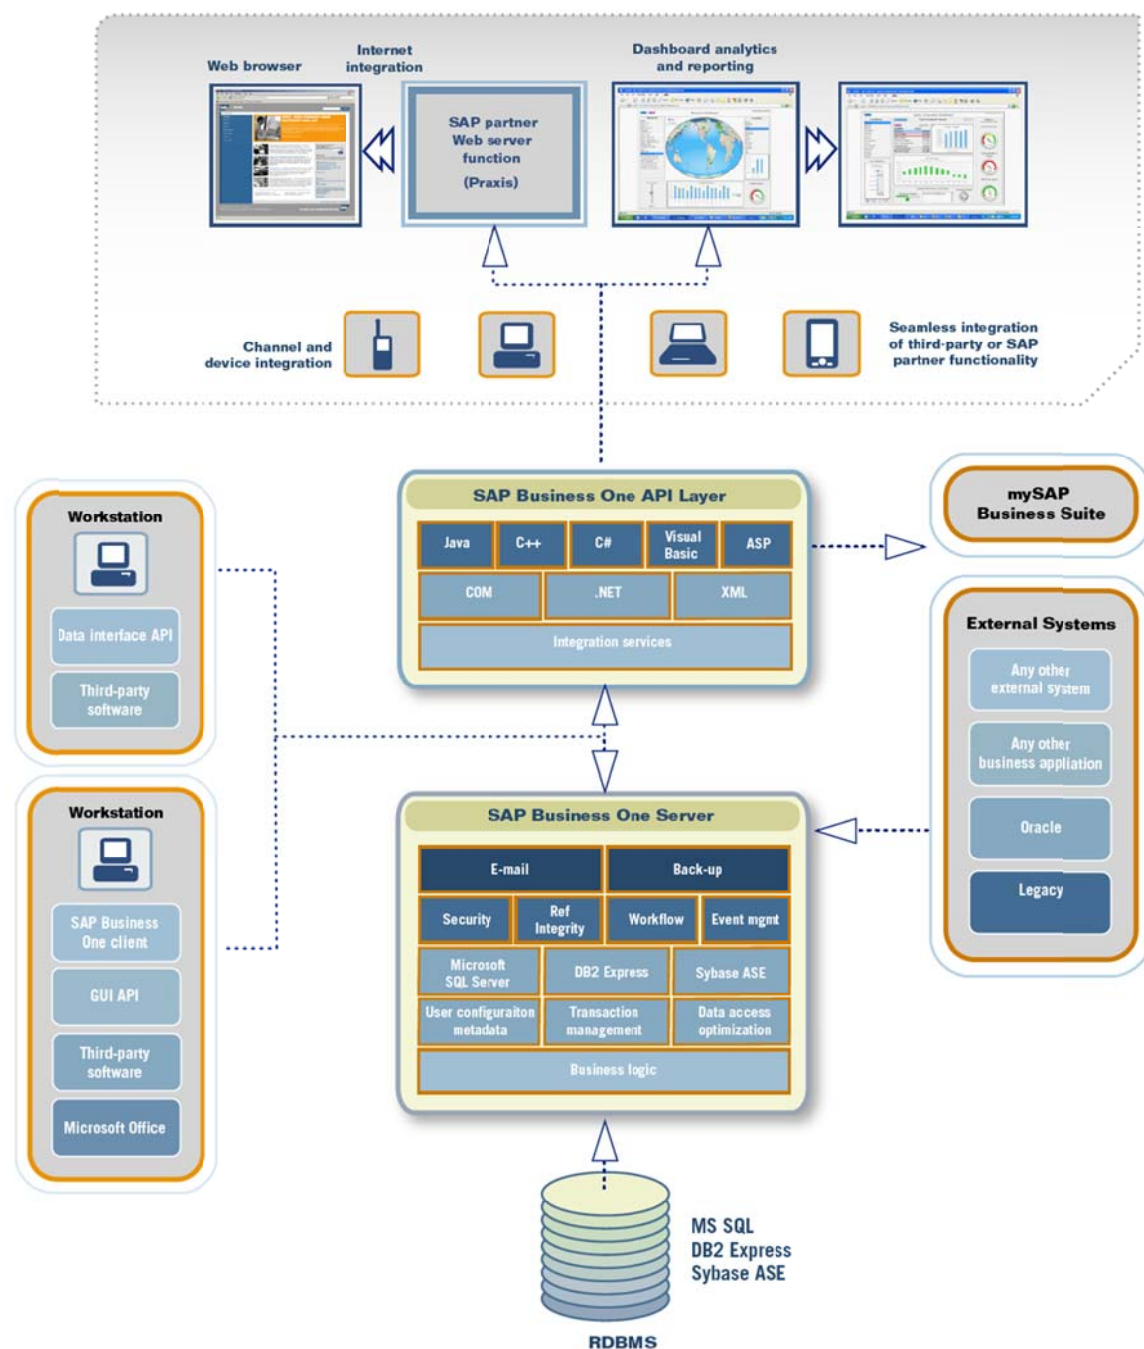 Web browser
Internet
integration
Dashboard analytics
and reporting
SAP partner
Web server
function
(Praxis)
Channel and
device integration
Seamless integration
of third-party or SAP
partner functionality
Workstation
Data interface API
Third-party
software
SAP Business One API Layer
Java
C++
C#
Visual
Basic
ASP
COM
.NET
XML
Integration services
mySAP
Business Suite
External Systems
Any other
external system
Any other
business appliation
Oracle
Legacy
Workstation
SAP Business
One client
GUI API
Third-party
software
Microsoft Office
SAP Business One Server
E-mail
Back-up
Security
Ref
Integrity
Workflow
Event mgmt
Microsoft
SQL Server
DB2 Express
Sybase ASE
User configuraiton
metadata
Transaction
management
Data access
optimization
Business logic
MS SQL
DB2 Express
Sybase ASE
RDBMS